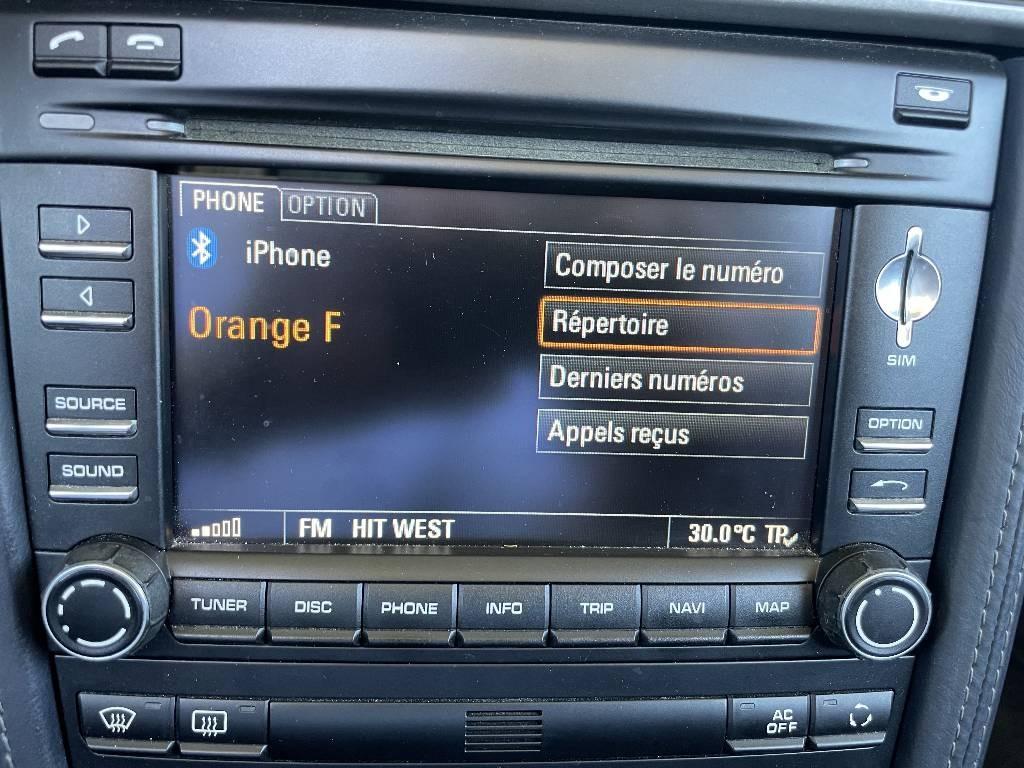 PHONE OPTION
iPhone
Composer le numéro
Orange F
Répertoire
Derniers numéros
Appels reçus
SIM
SOURCE
OPTION
SOUND
FM HIT WEST 30.0°C TP
TUNER DISC PHONE INFO TRIP NAVI MAP
AC
OFF